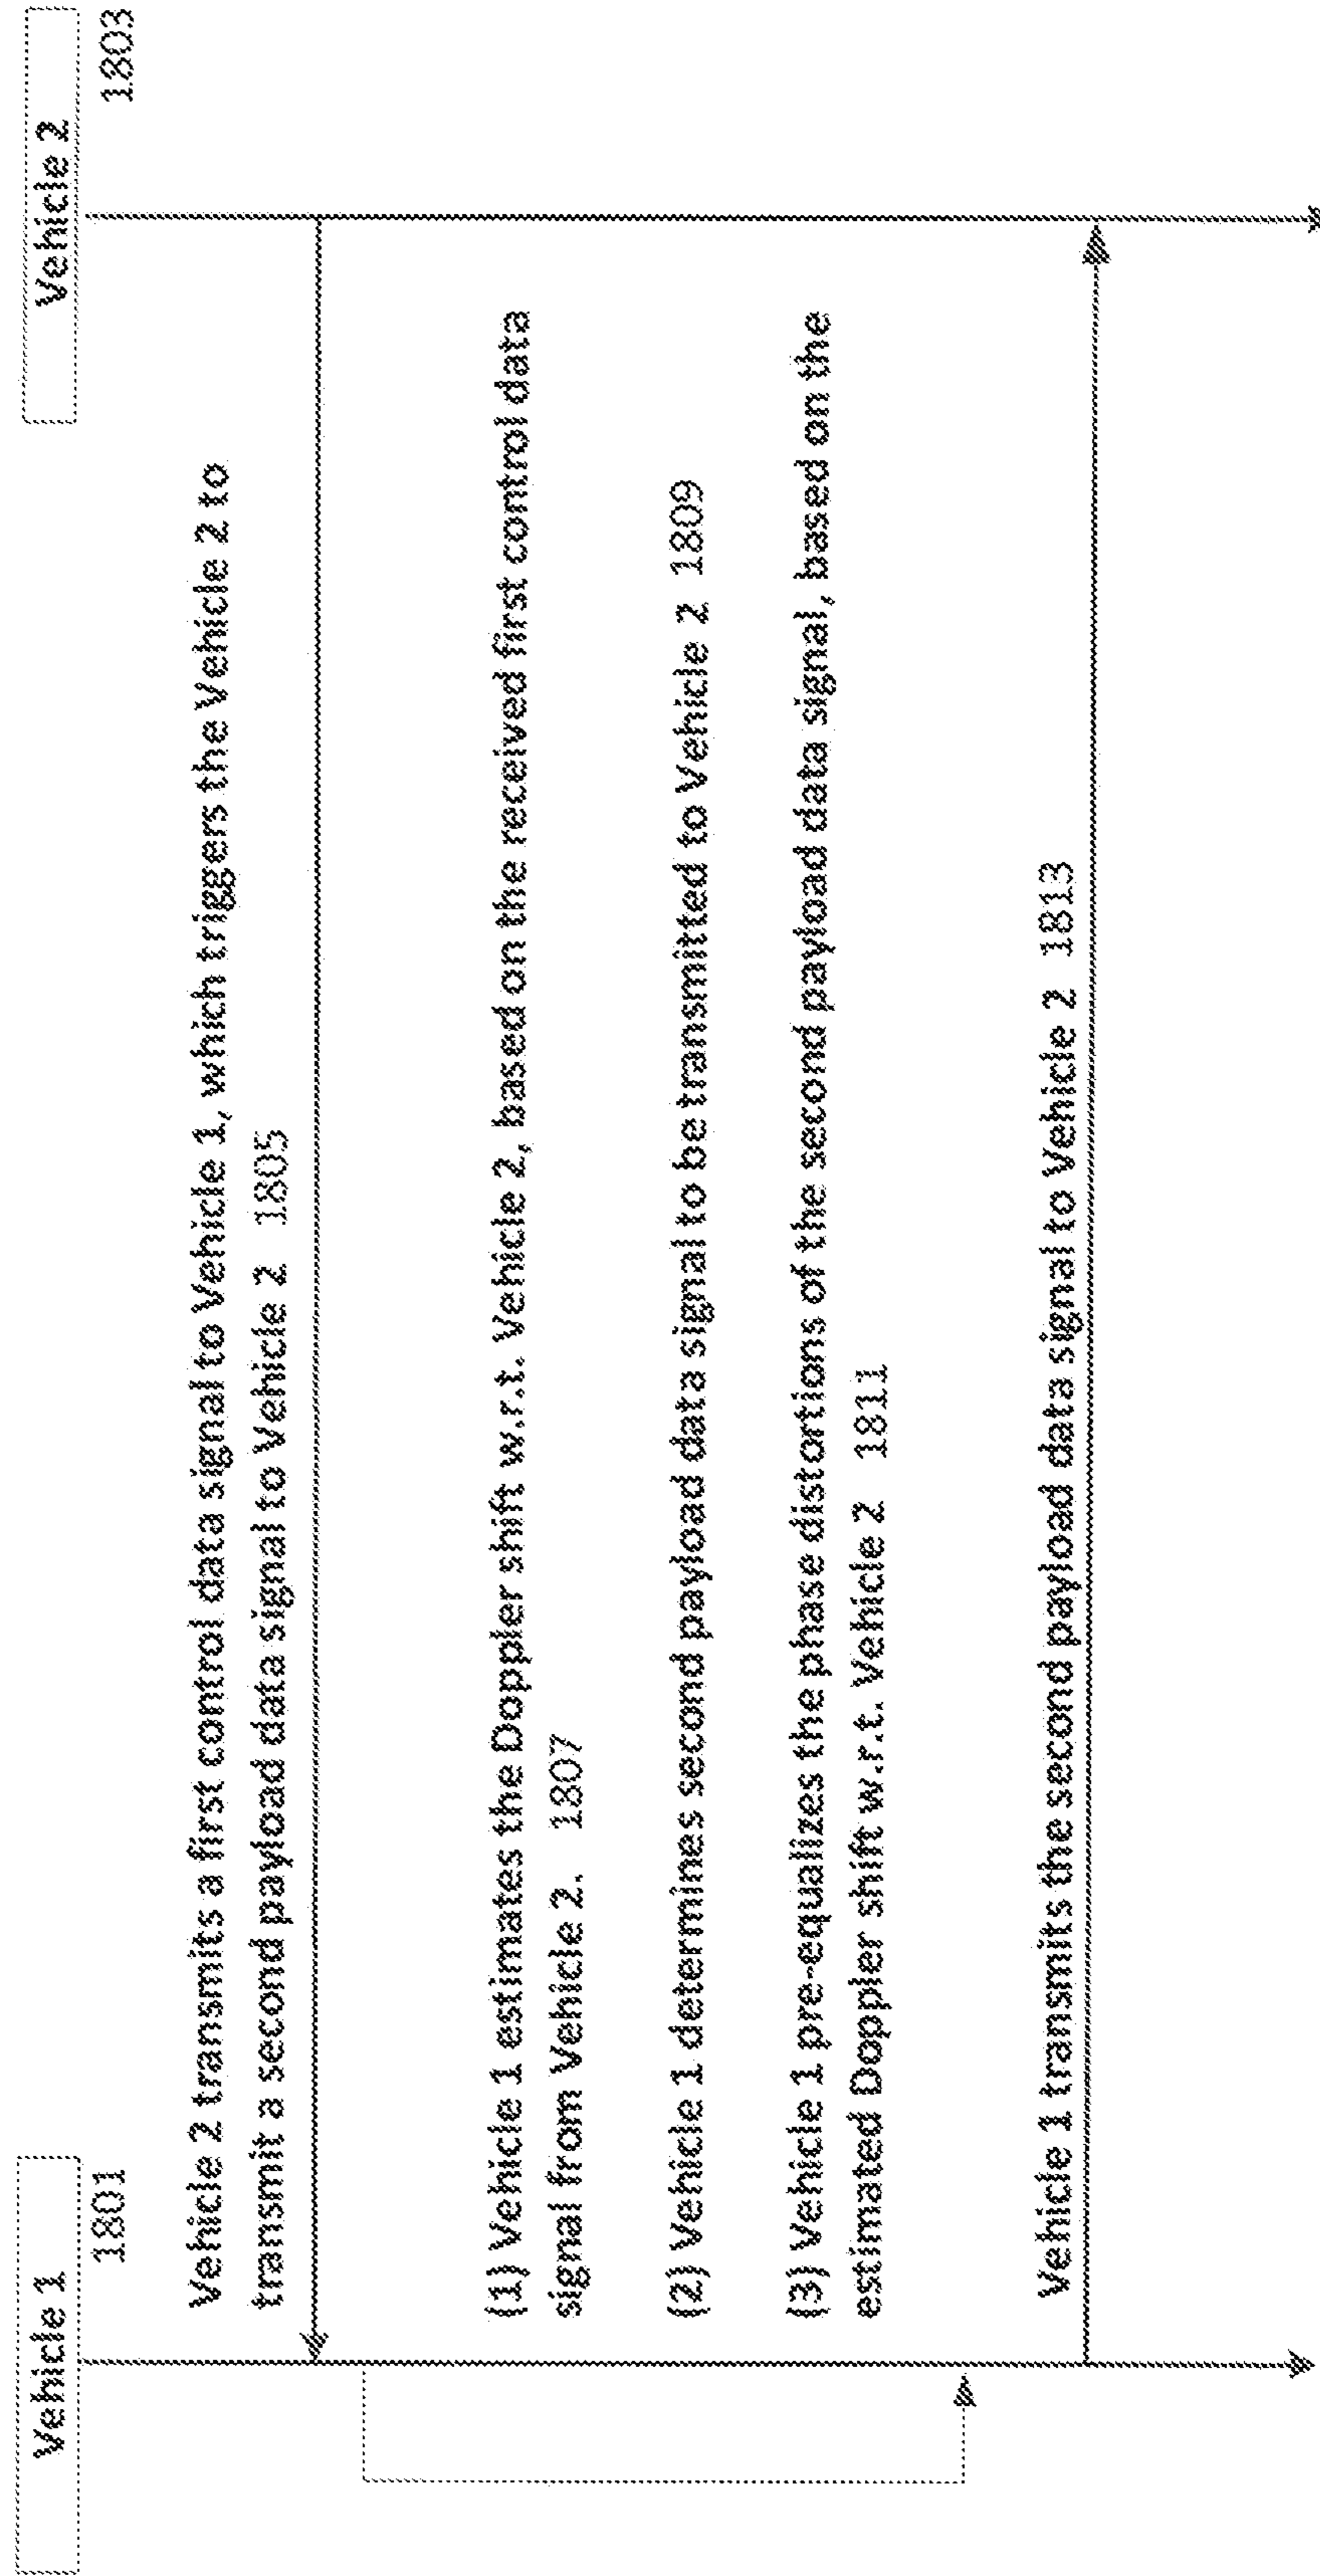 Vehicle 1
Vehicle 2
1801
1803
Vehicle 2 transmits a first control data signal to Vehicle 1, which triggers the Vehicle 2 to
transmit a second payload data signal to Vehicle 2 1805
(1) Vehicle 1 estimates the Doppler shift w.r.t. Vehicle 2, based on the received first control data
signal from Vehicle 2. 1807
(2) Vehicle 1 determines second payload data signal to be transmitted to Vehicle 2 1809
(3) Vehicle 1 pre-equalizes the phase distortions of the second payload data signal, based on the
estimated Doppler shift w.r.t. Vehicle 2 1811
Vehicle 1 transmits the second payload data signal to Vehicle 2 1813